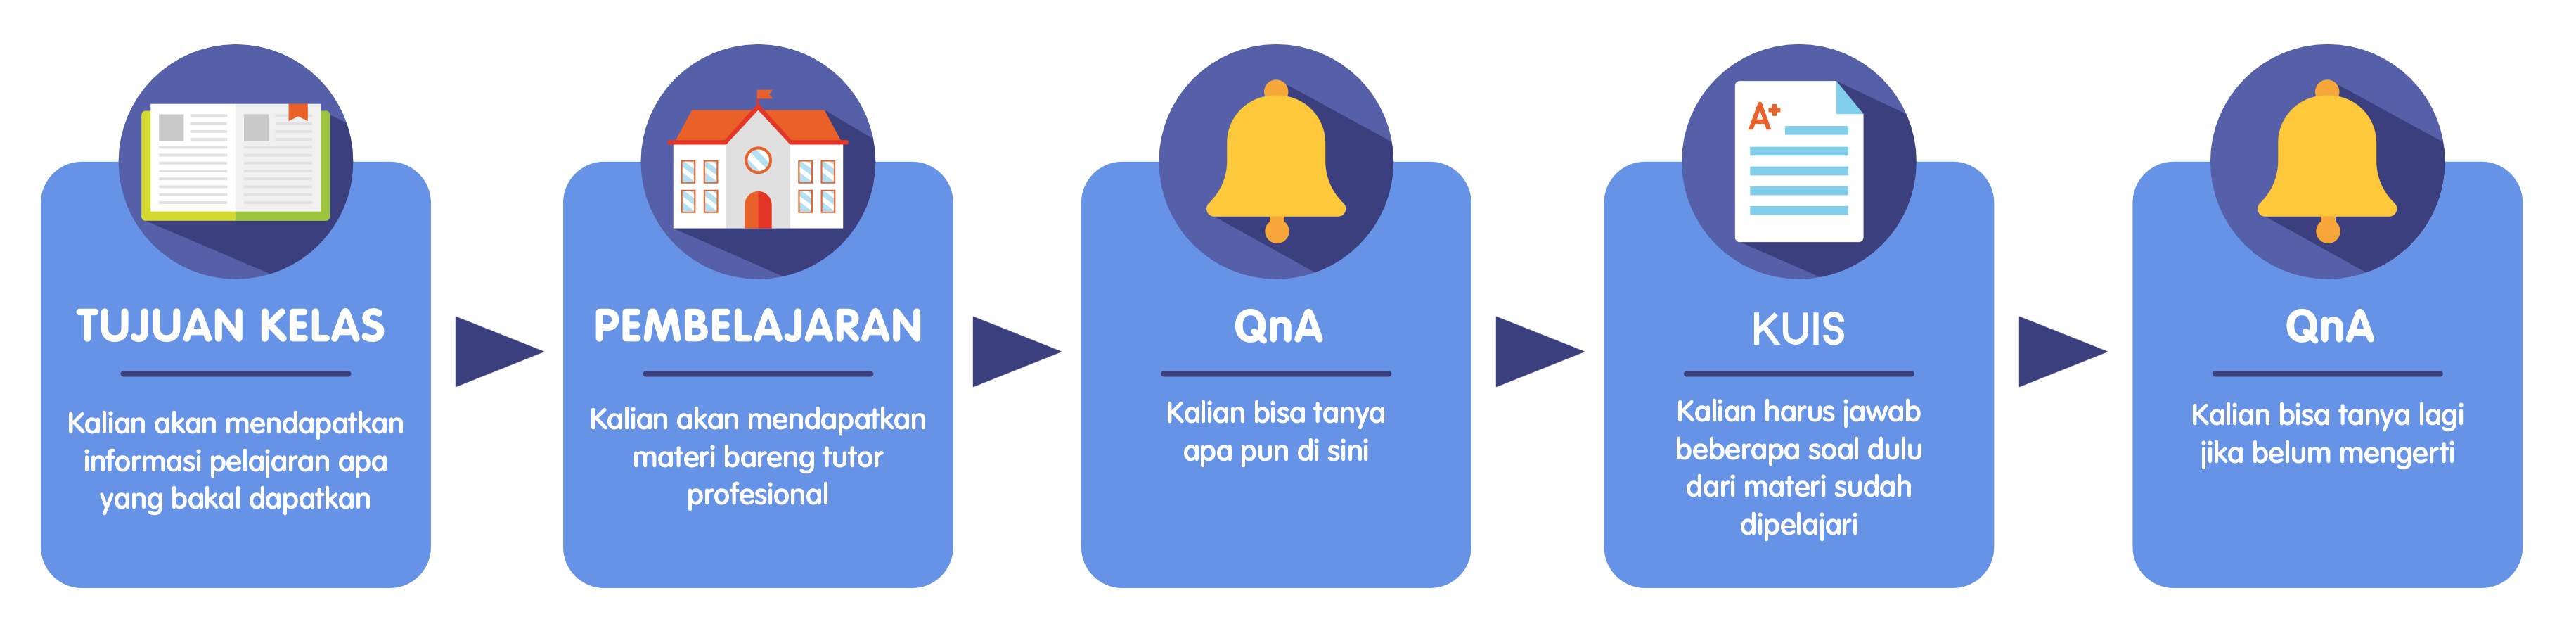 TUJUAN KELAS
Kalian akan mendapatkan
informasi pelajaran apa
yang bakal dapatkan
PEMBELAJARAN
Kalian akan mendapatkan
materi bareng tutor
profesional
QnA
Kalian bisa tanya
apa pun di sini
A+
KUIS
Kalian harus jawab
beberapa soal dulu
dari materi sudah
dipelajari
QnA
Kalian bisa tanya lagi
jika belum mengerti